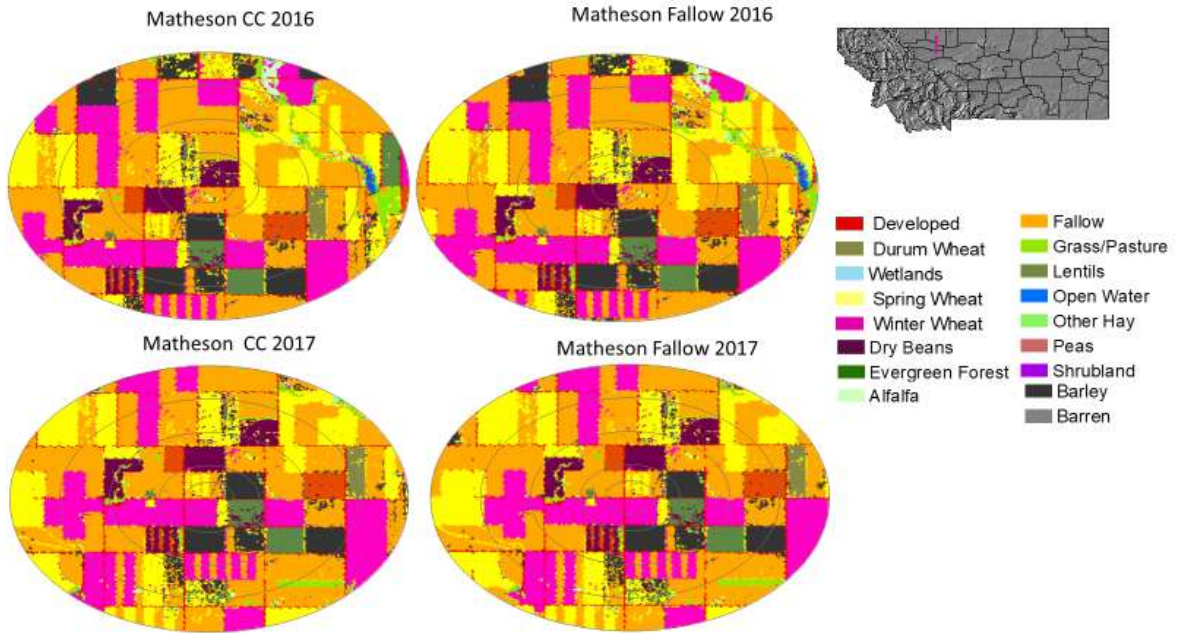 Matheson CC 2016
Matheson Fallow 2016
Developed
Durum Wheat
Wetlands
Spring Wheat
Winter Wheat
Dry Beans
Evergreen Forest
Alfalfa
Fallow
Grass/Pasture
Lentils
Open Water
Other Hay
Peas
Shrubland
Barley
Barren
Matheson  CC 2017
Matheson Fallow 2017